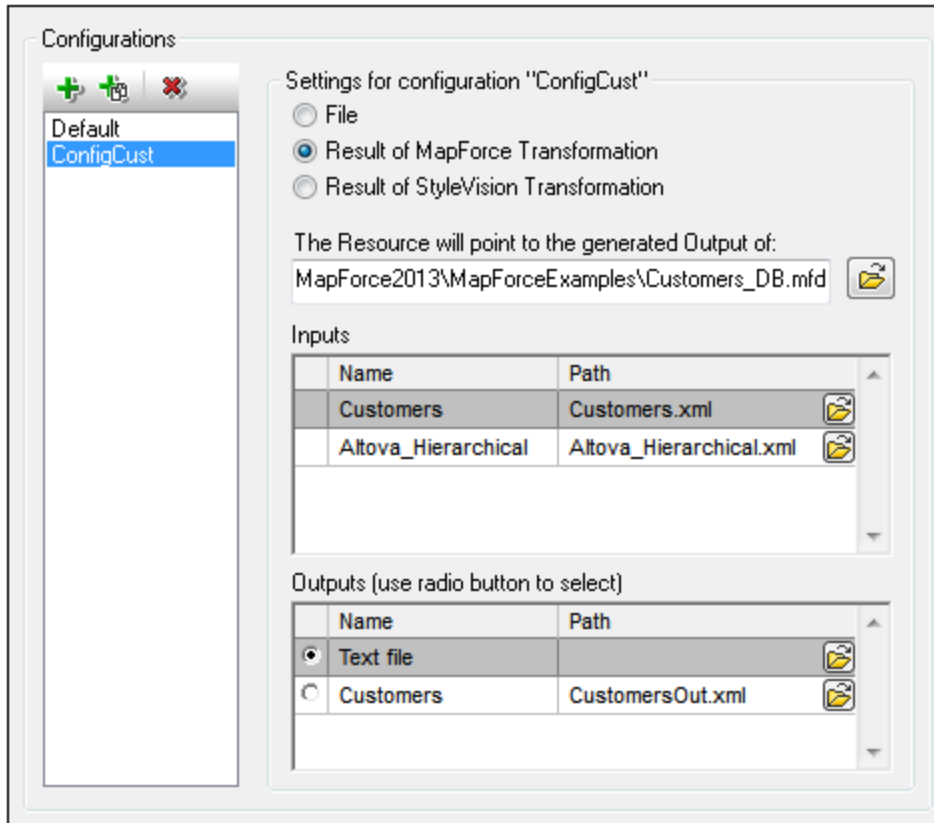 Configurations
Default
ConfigCust
Settings for configuration "ConfigCust"
File
Result of MapForce Transformation
Result of StyleVision Transformation
The Resource will point to the generated Output of:
MapForce2013\MapForceExamples\Customers_DB.mfd
Inputs
Name Path
Customers Customers.xml
Altova_Hierarchical Altova_Hierarchical.xml
Outputs (use radio button to select)
Name Path
Text file
Customers CustomersOut.xml